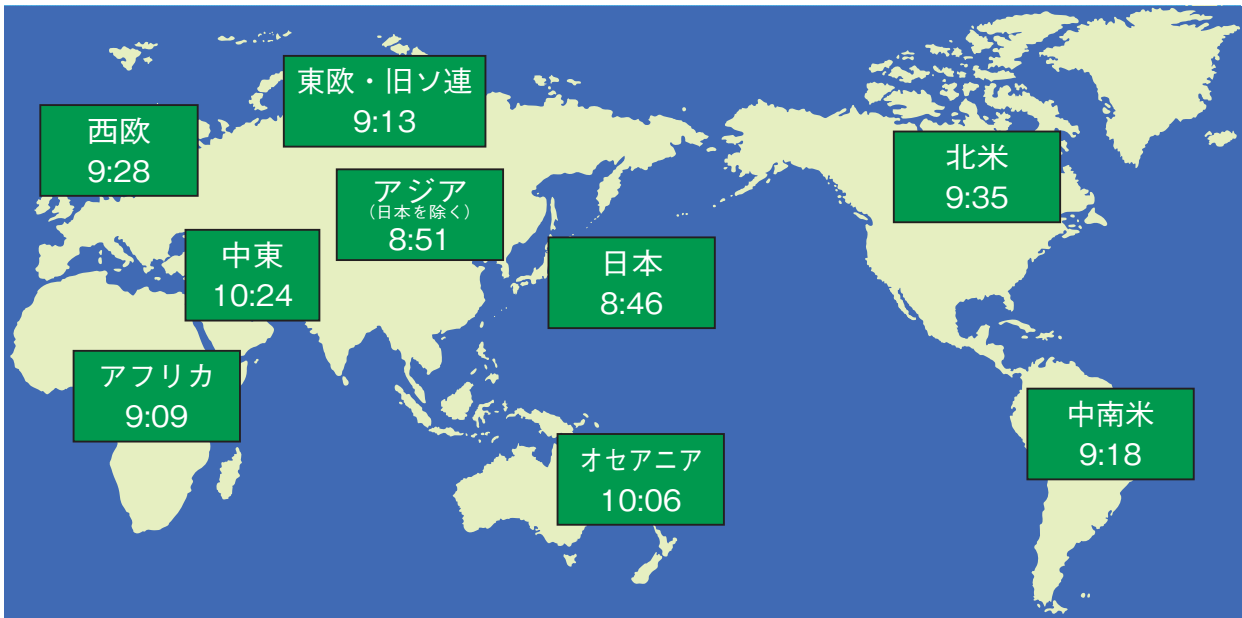 東欧・旧ソ連
9:13
西欧
9:28
北米
9:35
アジア
（日本を除く）
8:51
中東
10:24
日本
8:46
アフリカ
9:09
中南米
9:18
オセアニア
10:06